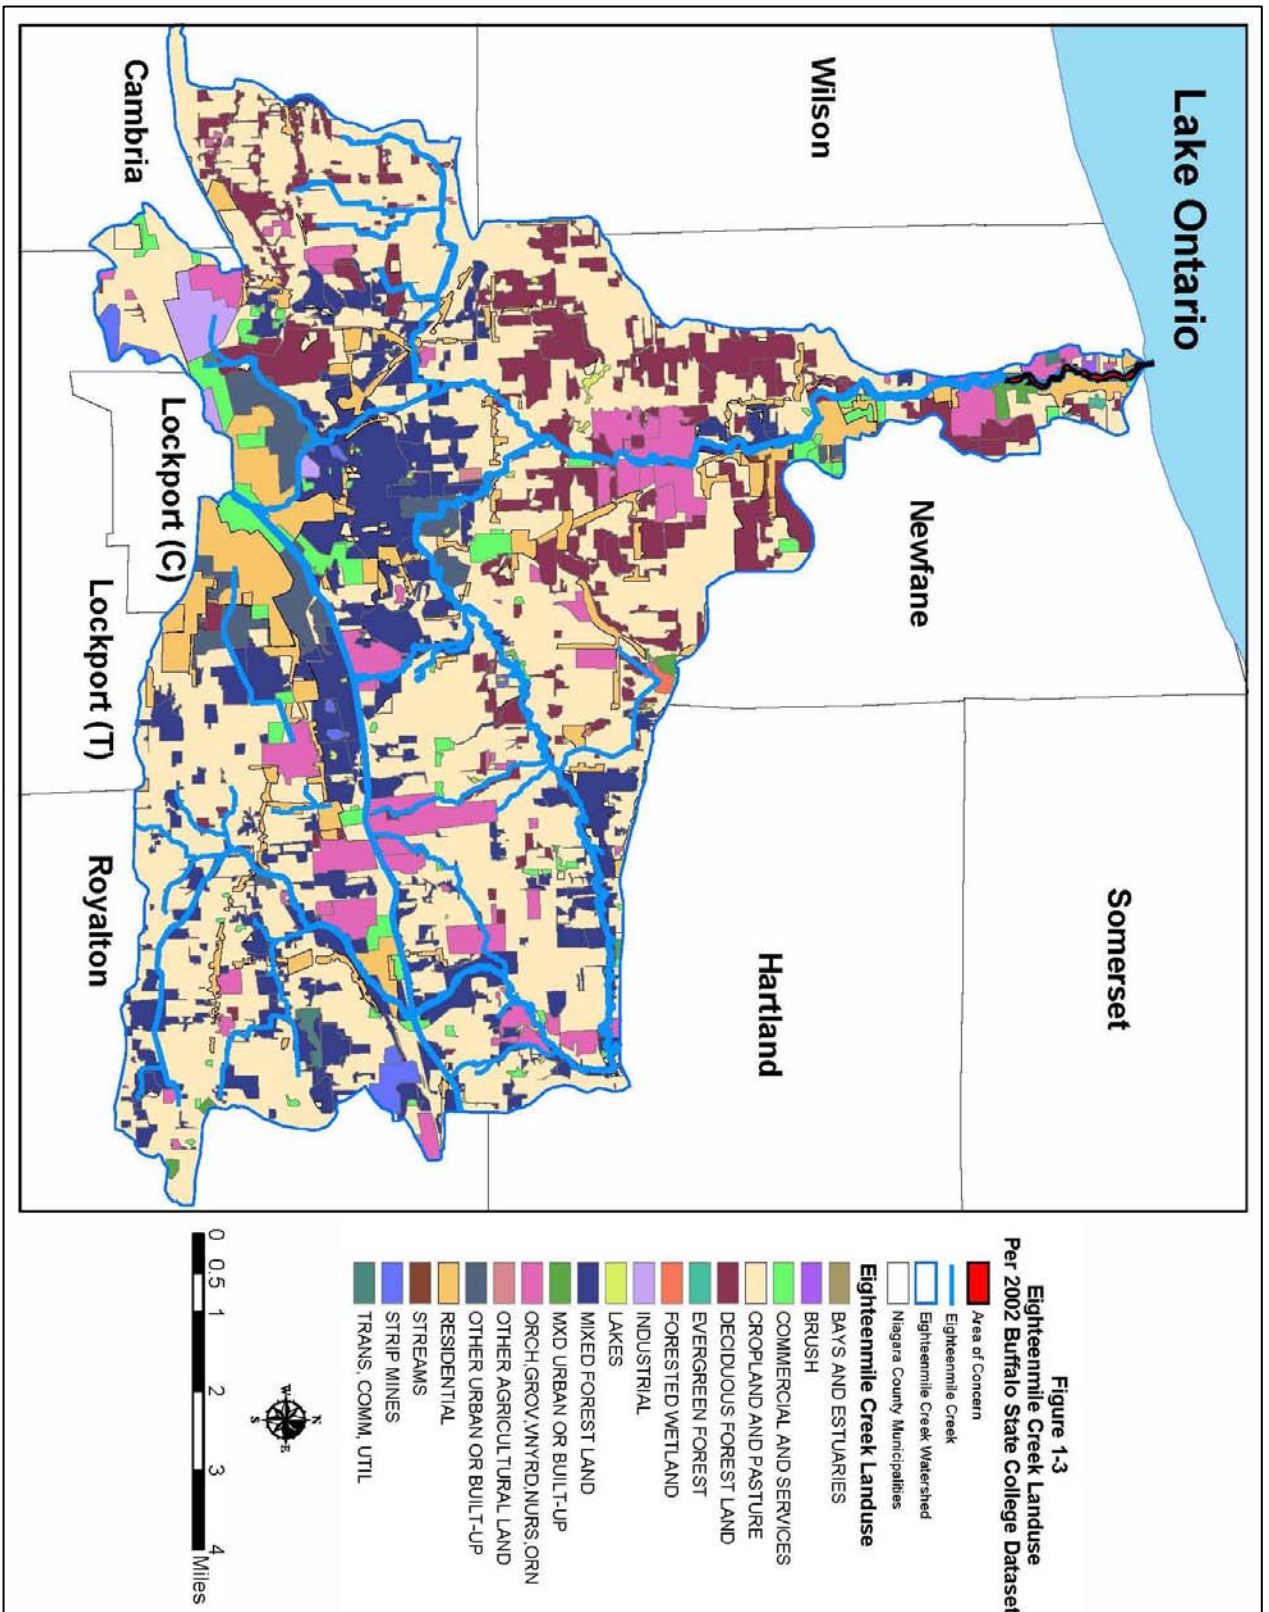 Lake Ontario
Wilson
Cambria
Newfane
Somerset
Hartland
Lockport (C)
Lockport (T)
Royalton
Figure 1-3
Eighteenmile Creek Landuse
Per 2002 Buffalo State College Dataset
Area of Concern
Eighteenmile Creek
Eighteenmile Creek Watershed
Niagara County Municipalities
Eighteenmile Creek Landuse
BAYS AND ESTUARIES
BRUSH
COMMERCIAL AND SERVICES
CROPLAND AND PASTURE
DECIDUOUS FOREST LAND
EVERGREEN FOREST
FORESTED WETLAND
INDUSTRIAL
LAKES
MIXED FOREST LAND
MXD URBAN OR BUILT-UP
ORCH,GROV,VNYRD,NURS,ORN
OTHER AGRICULTURAL LAND
OTHER URBAN OR BUILT-UP
RESIDENTIAL
STREAMS
STRIP MINES
TRANS, COMM, UTIL
N
W E
S
0 0.5 1 2 3 4
Miles